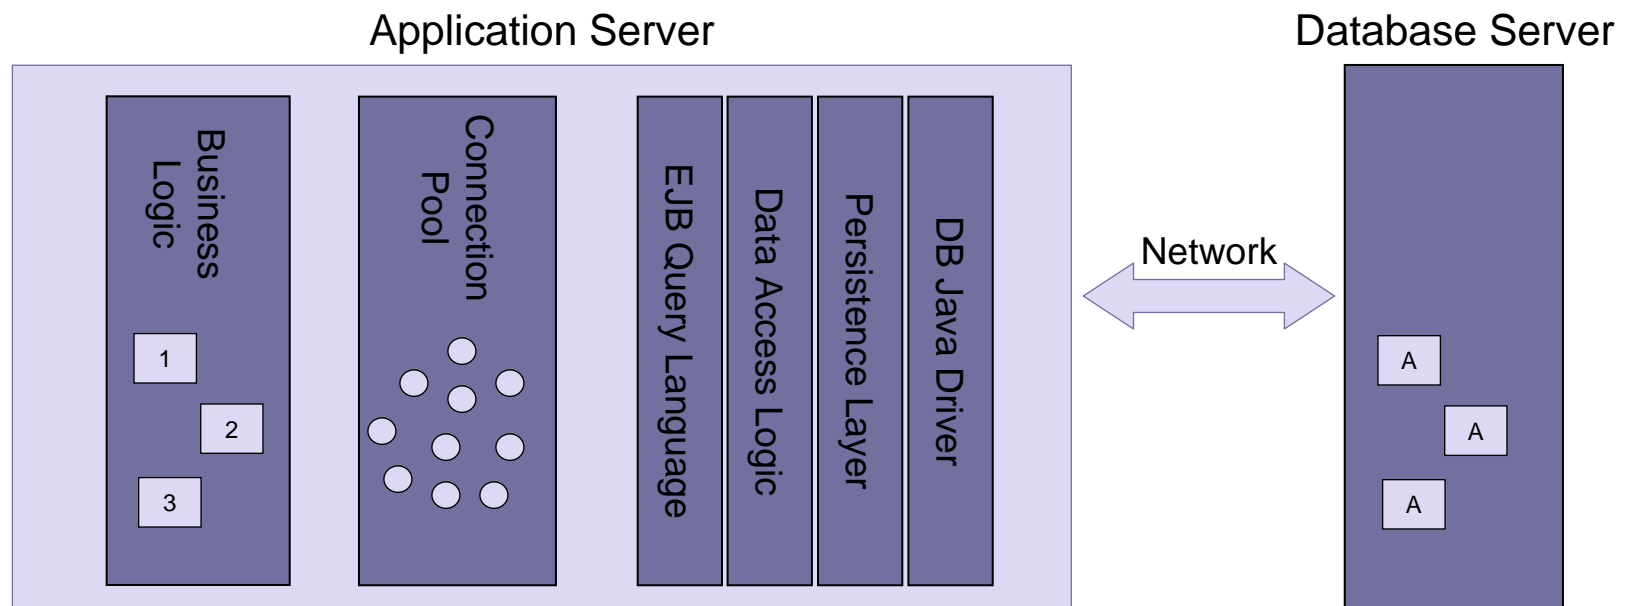 Application Server
Database Server
Business
Logic
Connection
Pool
EJB Query Language
Data Access Logic
Persistence Layer
DB Java Driver
Network
1
2
3
A
A
A